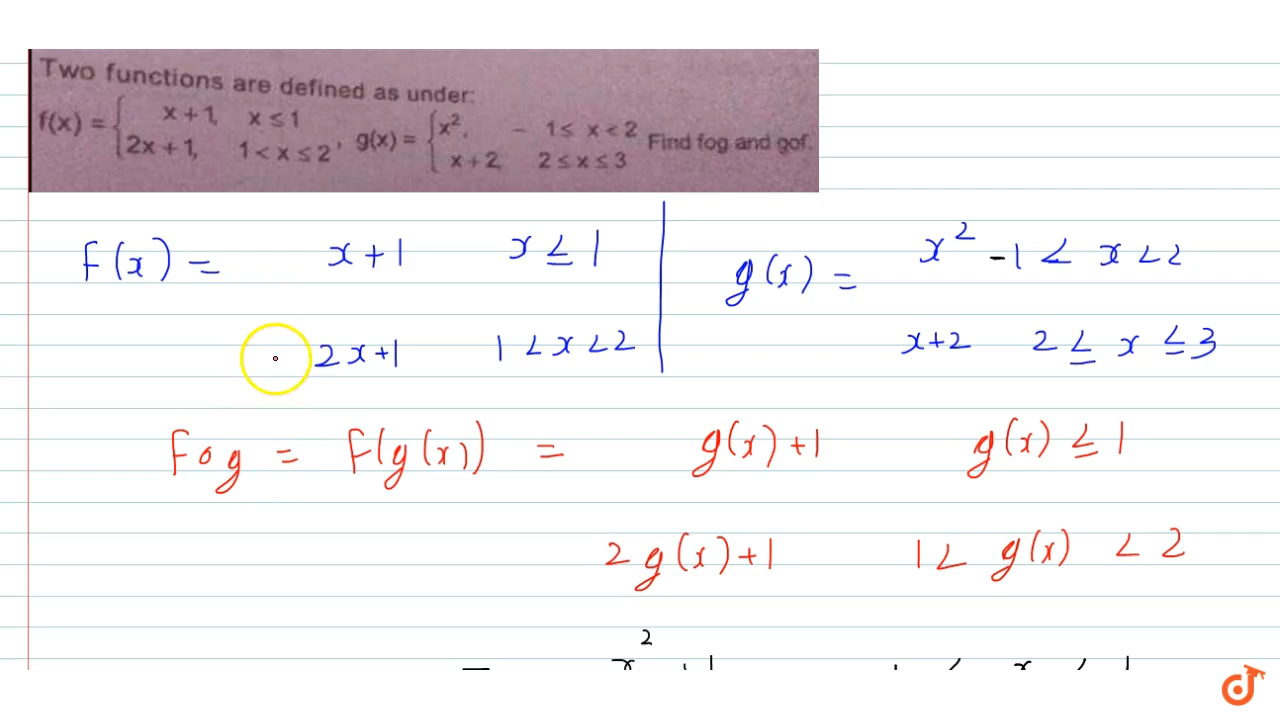 Two functions are defined as under:
f(x) = { x + 1, x ≤ 1
2x + 1, 1 < x ≤ 2 , g(x) = { x², - 1 ≤ x < 2
x + 2, 2 ≤ x ≤ 3 Find fog and gof.
F(x) = x+1 x ≤ 1
2x+1 1 < x < 2
g(x) = x² -1 < x < 2
x+2 2 ≤ x ≤ 3
Fog = F(g(x)) = g(x)+1 g(x) ≤ 1
2g(x)+1 1 < g(x) < 2